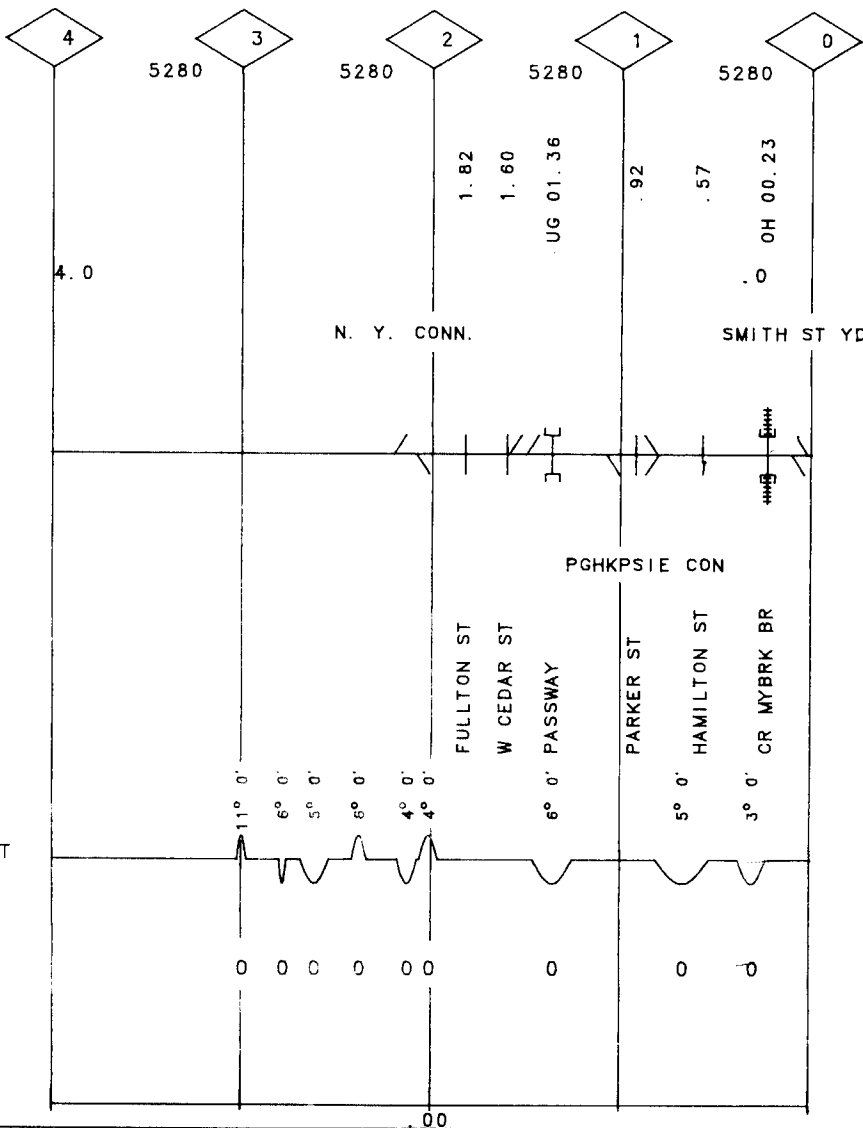 4 3 2 1 0
5280 5280 5280 5280
1.82
1.60
UG 01.36
.92
.57
OH 00.23
4.0
.0
N. Y. CONN.
SMITH ST YD
PGHKPSIE CON
FULLTON ST
W CEDAR ST
PASSWAY
PARKER ST
HAMILTON ST
CR MYBRK BR
11° 0'
6° 0'
5° 0'
6° 0'
4° 0'
4° 0'
6° 0'
5° 0'
3° 0'
T
0 0 0 0 0 0 0 0 0
.00